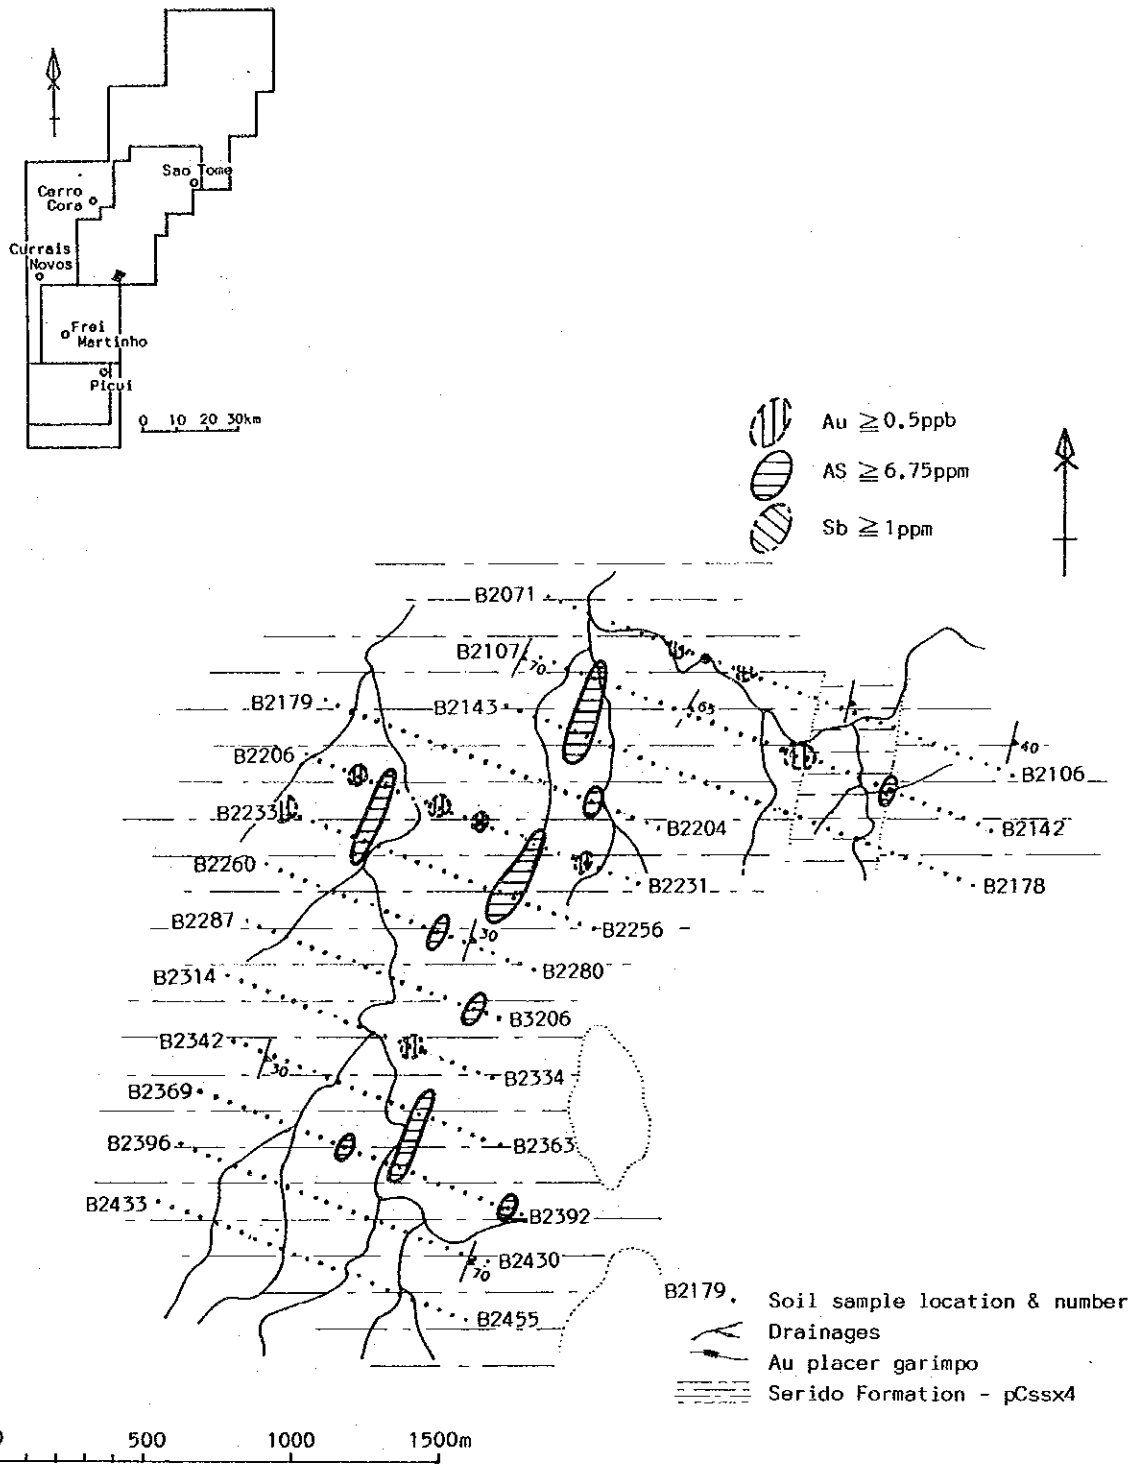 Sao Tome
Cerro
Cora
Currais
Novos
Frei
Martinho
Picui
0 10 20 30km
Au ≧0.5ppb
AS ≧6.75ppm
Sb ≧1ppm
B2071
B2107
70
B2179
B2143
65
B2206
40
B2106
B2233
B2204
B2142
B2260
B2231
B2178
B2287
30
B2256
B2314
B2280
B3206
B2342
30
B2334
B2369
B2396
B2363
B2433
B2392
B2430
70
B2455
B2179
Soil sample location & number
Drainages
Au placer garimpo
Serido Formation - pCssx4
500 1000 1500m